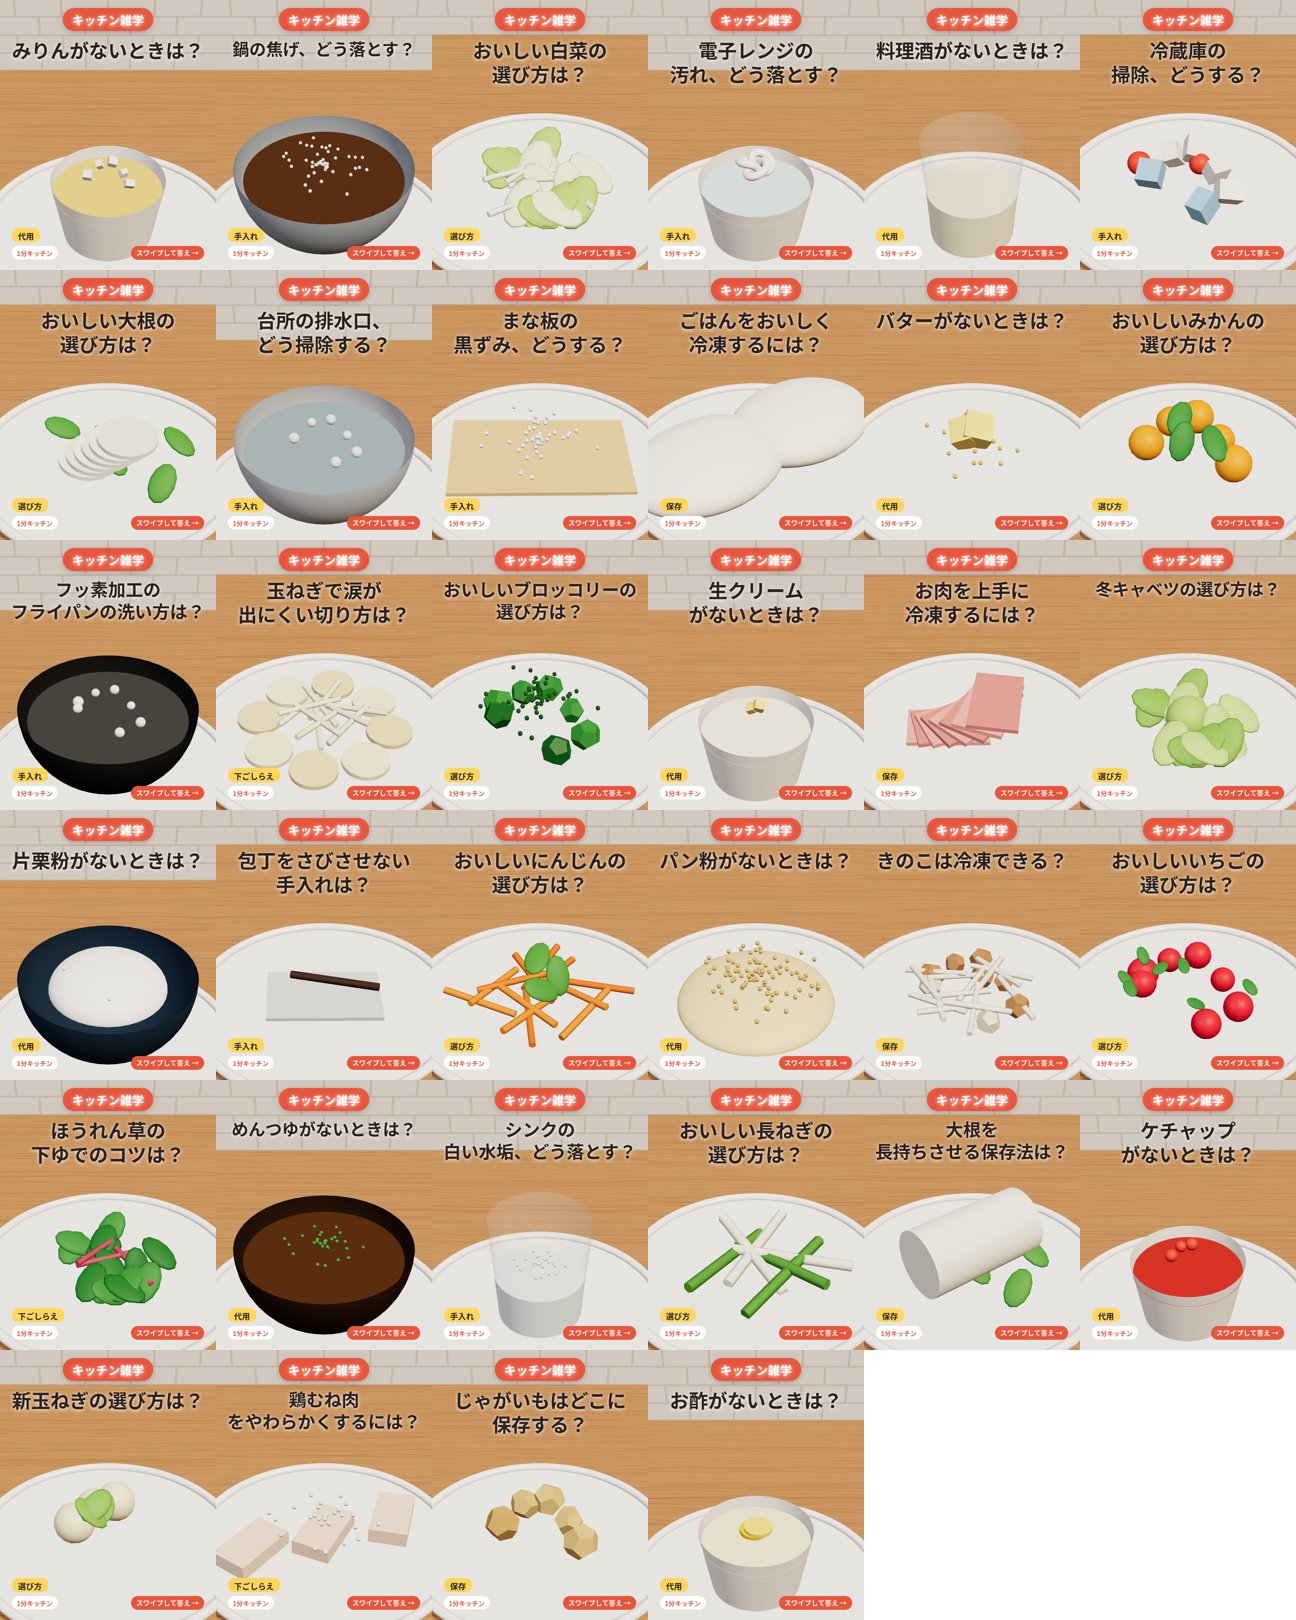 キッチン雑学
みりんがないときは？
代用
1分キッチン
スワイプして答え→
キッチン雑学
鍋の焦げ、どう落とす？
手入れ
1分キッチン
スワイプして答え→
キッチン雑学
おいしい白菜の
選び方は？
選び方
1分キッチン
スワイプして答え→
キッチン雑学
電子レンジの
汚れ、どう落とす？
手入れ
1分キッチン
スワイプして答え→
キッチン雑学
料理酒がないときは？
代用
1分キッチン
スワイプして答え→
キッチン雑学
冷蔵庫の
掃除、どうする？
手入れ
1分キッチン
スワイプして答え→
キッチン雑学
おいしい大根の
選び方は？
選び方
1分キッチン
スワイプして答え→
キッチン雑学
台所の排水口、
どう掃除する？
手入れ
1分キッチン
スワイプして答え→
キッチン雑学
まな板の
黒ずみ、どうする？
手入れ
1分キッチン
スワイプして答え→
キッチン雑学
ごはんをおいしく
冷凍するには？
保存
1分キッチン
スワイプして答え→
キッチン雑学
バターがないときは？
代用
1分キッチン
スワイプして答え→
キッチン雑学
おいしいみかんの
選び方は？
選び方
1分キッチン
スワイプして答え→
キッチン雑学
フッ素加工の
フライパンの洗い方は？
手入れ
1分キッチン
スワイプして答え→
キッチン雑学
玉ねぎで涙が
出にくい切り方は？
下ごしらえ
1分キッチン
スワイプして答え→
キッチン雑学
おいしいブロッコリーの
選び方は？
選び方
1分キッチン
スワイプして答え→
キッチン雑学
生クリーム
がないときは？
代用
1分キッチン
スワイプして答え→
キッチン雑学
お肉を上手に
冷凍するには？
保存
1分キッチン
スワイプして答え→
キッチン雑学
冬キャベツの選び方は？
選び方
1分キッチン
スワイプして答え→
キッチン雑学
片栗粉がないときは？
代用
1分キッチン
スワイプして答え→
キッチン雑学
包丁をさびさせない
手入れは？
手入れ
1分キッチン
スワイプして答え→
キッチン雑学
おいしいにんじんの
選び方は？
選び方
1分キッチン
スワイプして答え→
キッチン雑学
パン粉がないときは？
代用
1分キッチン
スワイプして答え→
キッチン雑学
きのこは冷凍できる？
保存
1分キッチン
スワイプして答え→
キッチン雑学
おいしいいちごの
選び方は？
選び方
1分キッチン
スワイプして答え→
キッチン雑学
ほうれん草の
下ゆでのコツは？
下ごしらえ
1分キッチン
スワイプして答え→
キッチン雑学
めんつゆがないときは？
代用
1分キッチン
スワイプして答え→
キッチン雑学
シンクの
白い水垢、どう落とす？
手入れ
1分キッチン
スワイプして答え→
キッチン雑学
おいしい長ねぎの
選び方は？
選び方
1分キッチン
スワイプして答え→
キッチン雑学
大根を
長持ちさせる保存法は？
保存
1分キッチン
スワイプして答え→
キッチン雑学
ケチャップ
がないときは？
代用
1分キッチン
スワイプして答え→
キッチン雑学
新玉ねぎの選び方は？
選び方
1分キッチン
スワイプして答え→
キッチン雑学
鶏むね肉
をやわらかくするには？
下ごしらえ
1分キッチン
スワイプして答え→
キッチン雑学
じゃがいもはどこに
保存する？
保存
1分キッチン
スワイプして答え→
キッチン雑学
お酢がないときは？
代用
1分キッチン
スワイプして答え→